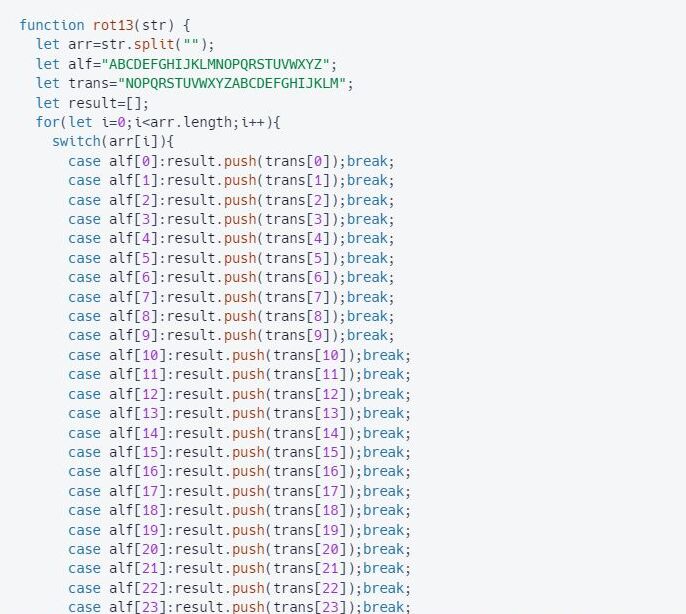 function rot13(str) {
let arr=str.split("");
let alf="ABCDEFGHIJKLMNOPQRSTUVWXYZ";
let trans="NOPQRSTUVWXYZABCDEFGHIJKLM";
let result=[];
for(let i=0;i<arr.length;i++){
switch(arr[i]){
case alf[0]:result.push(trans[0]);break;
case alf[1]:result.push(trans[1]);break;
case alf[2]:result.push(trans[2]);break;
case alf[3]:result.push(trans[3]);break;
case alf[4]:result.push(trans[4]);break;
case alf[5]:result.push(trans[5]);break;
case alf[6]:result.push(trans[6]);break;
case alf[7]:result.push(trans[7]);break;
case alf[8]:result.push(trans[8]);break;
case alf[9]:result.push(trans[9]);break;
case alf[10]:result.push(trans[10]);break;
case alf[11]:result.push(trans[11]);break;
case alf[12]:result.push(trans[12]);break;
case alf[13]:result.push(trans[13]);break;
case alf[14]:result.push(trans[14]);break;
case alf[15]:result.push(trans[15]);break;
case alf[16]:result.push(trans[16]);break;
case alf[17]:result.push(trans[17]);break;
case alf[18]:result.push(trans[18]);break;
case alf[19]:result.push(trans[19]);break;
case alf[20]:result.push(trans[20]);break;
case alf[21]:result.push(trans[21]);break;
case alf[22]:result.push(trans[22]);break;
case alf[23]:result.push(trans[23]);break;